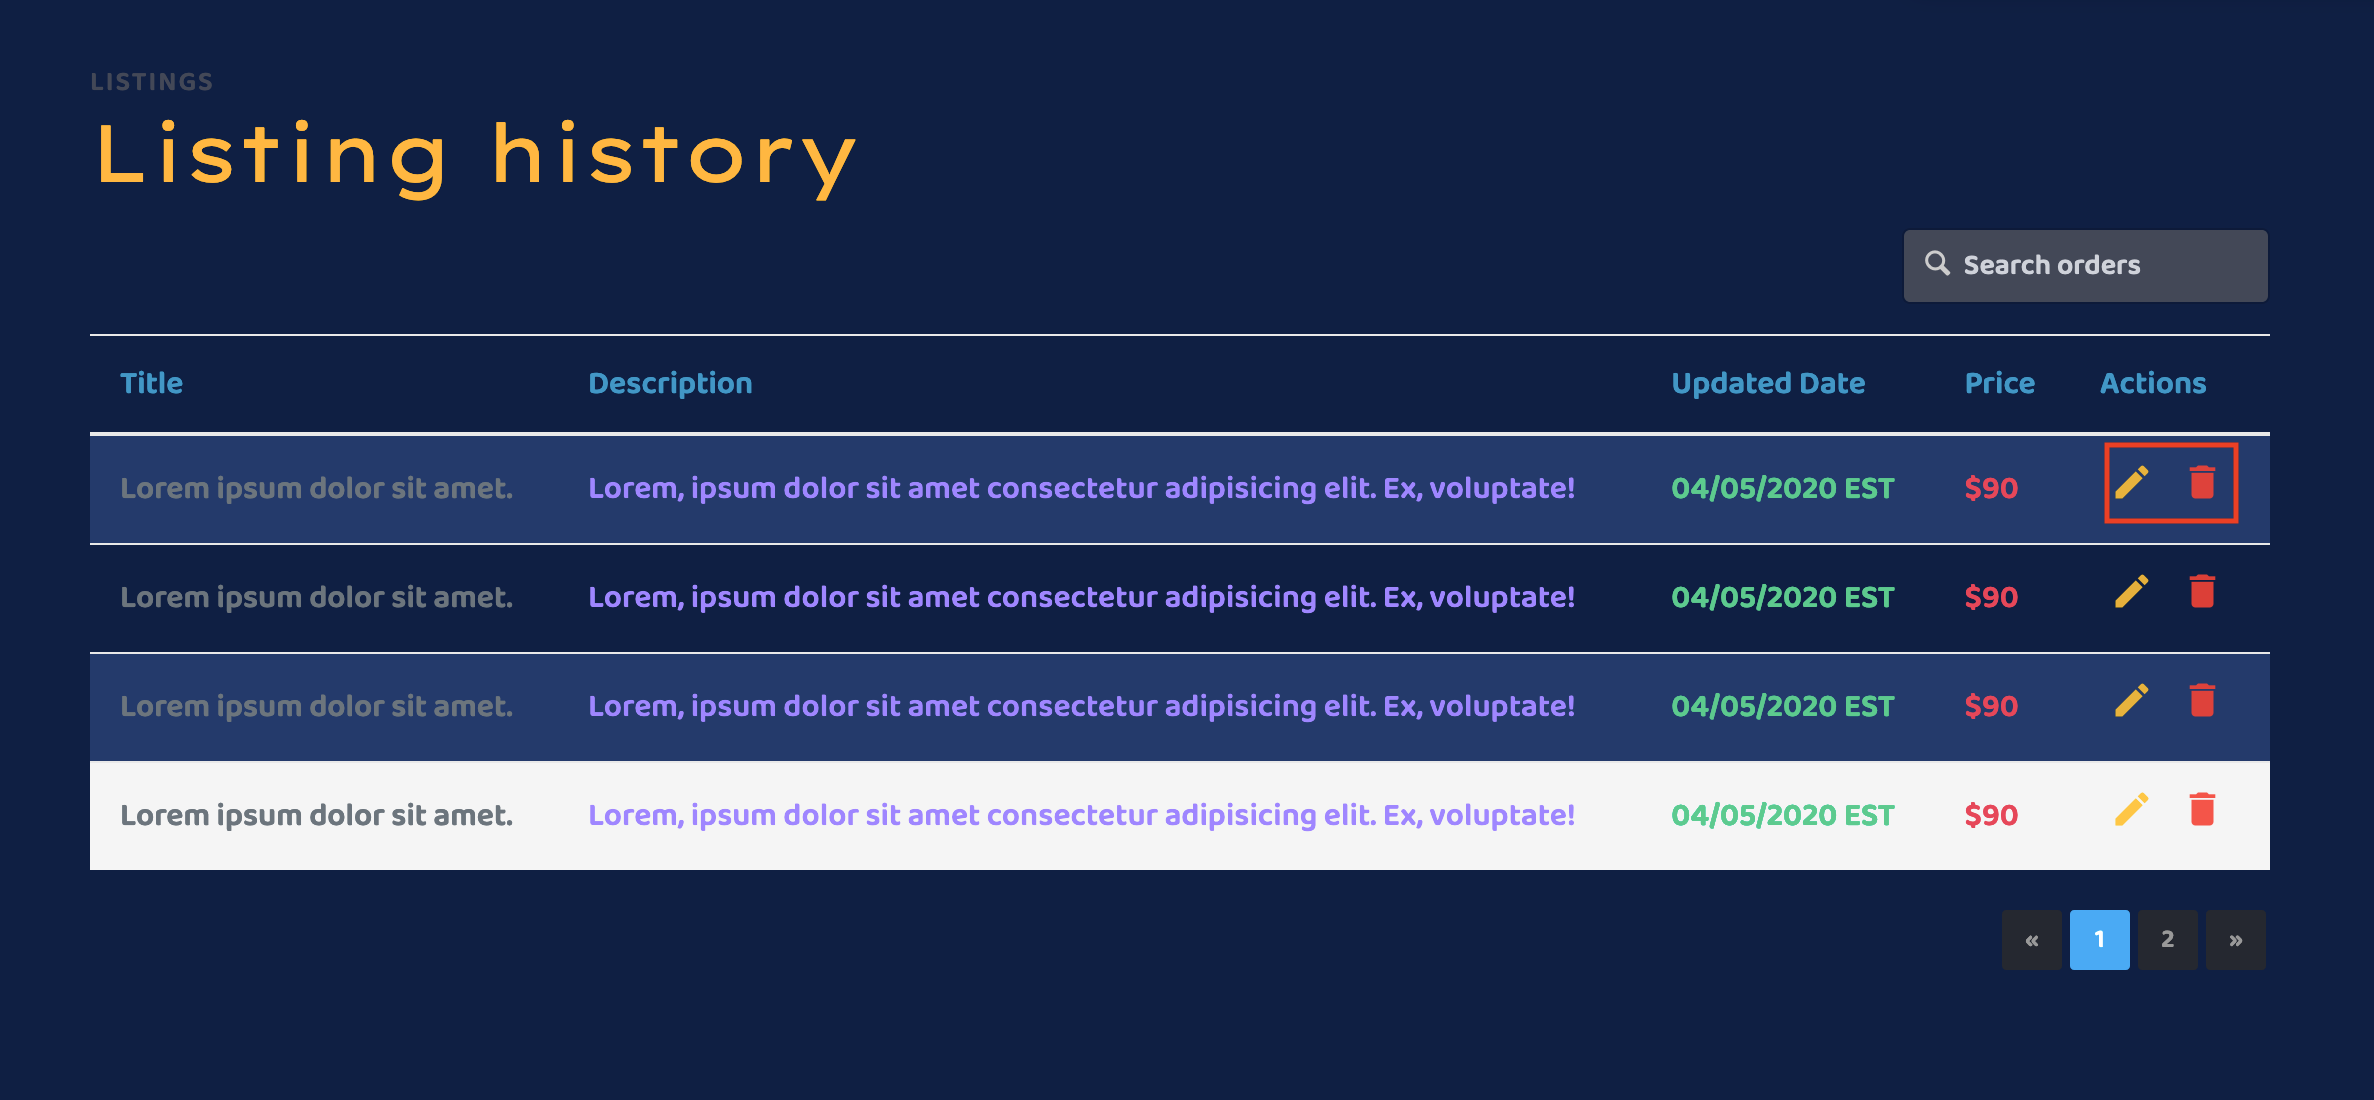 LISTINGS
Listing history
Search orders
Title Description Updated Date Price Actions
Lorem ipsum dolor sit amet. Lorem, ipsum dolor sit amet consectetur adipisicing elit. Ex, voluptate! 04/05/2020 EST $90
Lorem ipsum dolor sit amet. Lorem, ipsum dolor sit amet consectetur adipisicing elit. Ex, voluptate! 04/05/2020 EST $90
Lorem ipsum dolor sit amet. Lorem, ipsum dolor sit amet consectetur adipisicing elit. Ex, voluptate! 04/05/2020 EST $90
Lorem ipsum dolor sit amet. Lorem, ipsum dolor sit amet consectetur adipisicing elit. Ex, voluptate! 04/05/2020 EST $90
« 1 2 »